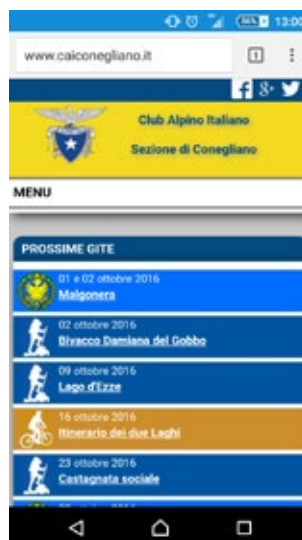 13:00
www.caiconegliano.it
1
f g+
Club Alpino Italiano
Sezione di Conegliano
MENU
PROSSIME GITE
01 e 02 ottobre 2016
Malgonera
02 ottobre 2016
Bivacco Damiana del Gobbo
09 ottobre 2016
Lago d'Ezze
16 ottobre 2016
Itinerario dei due Laghi
23 ottobre 2016
Castagnata sociale